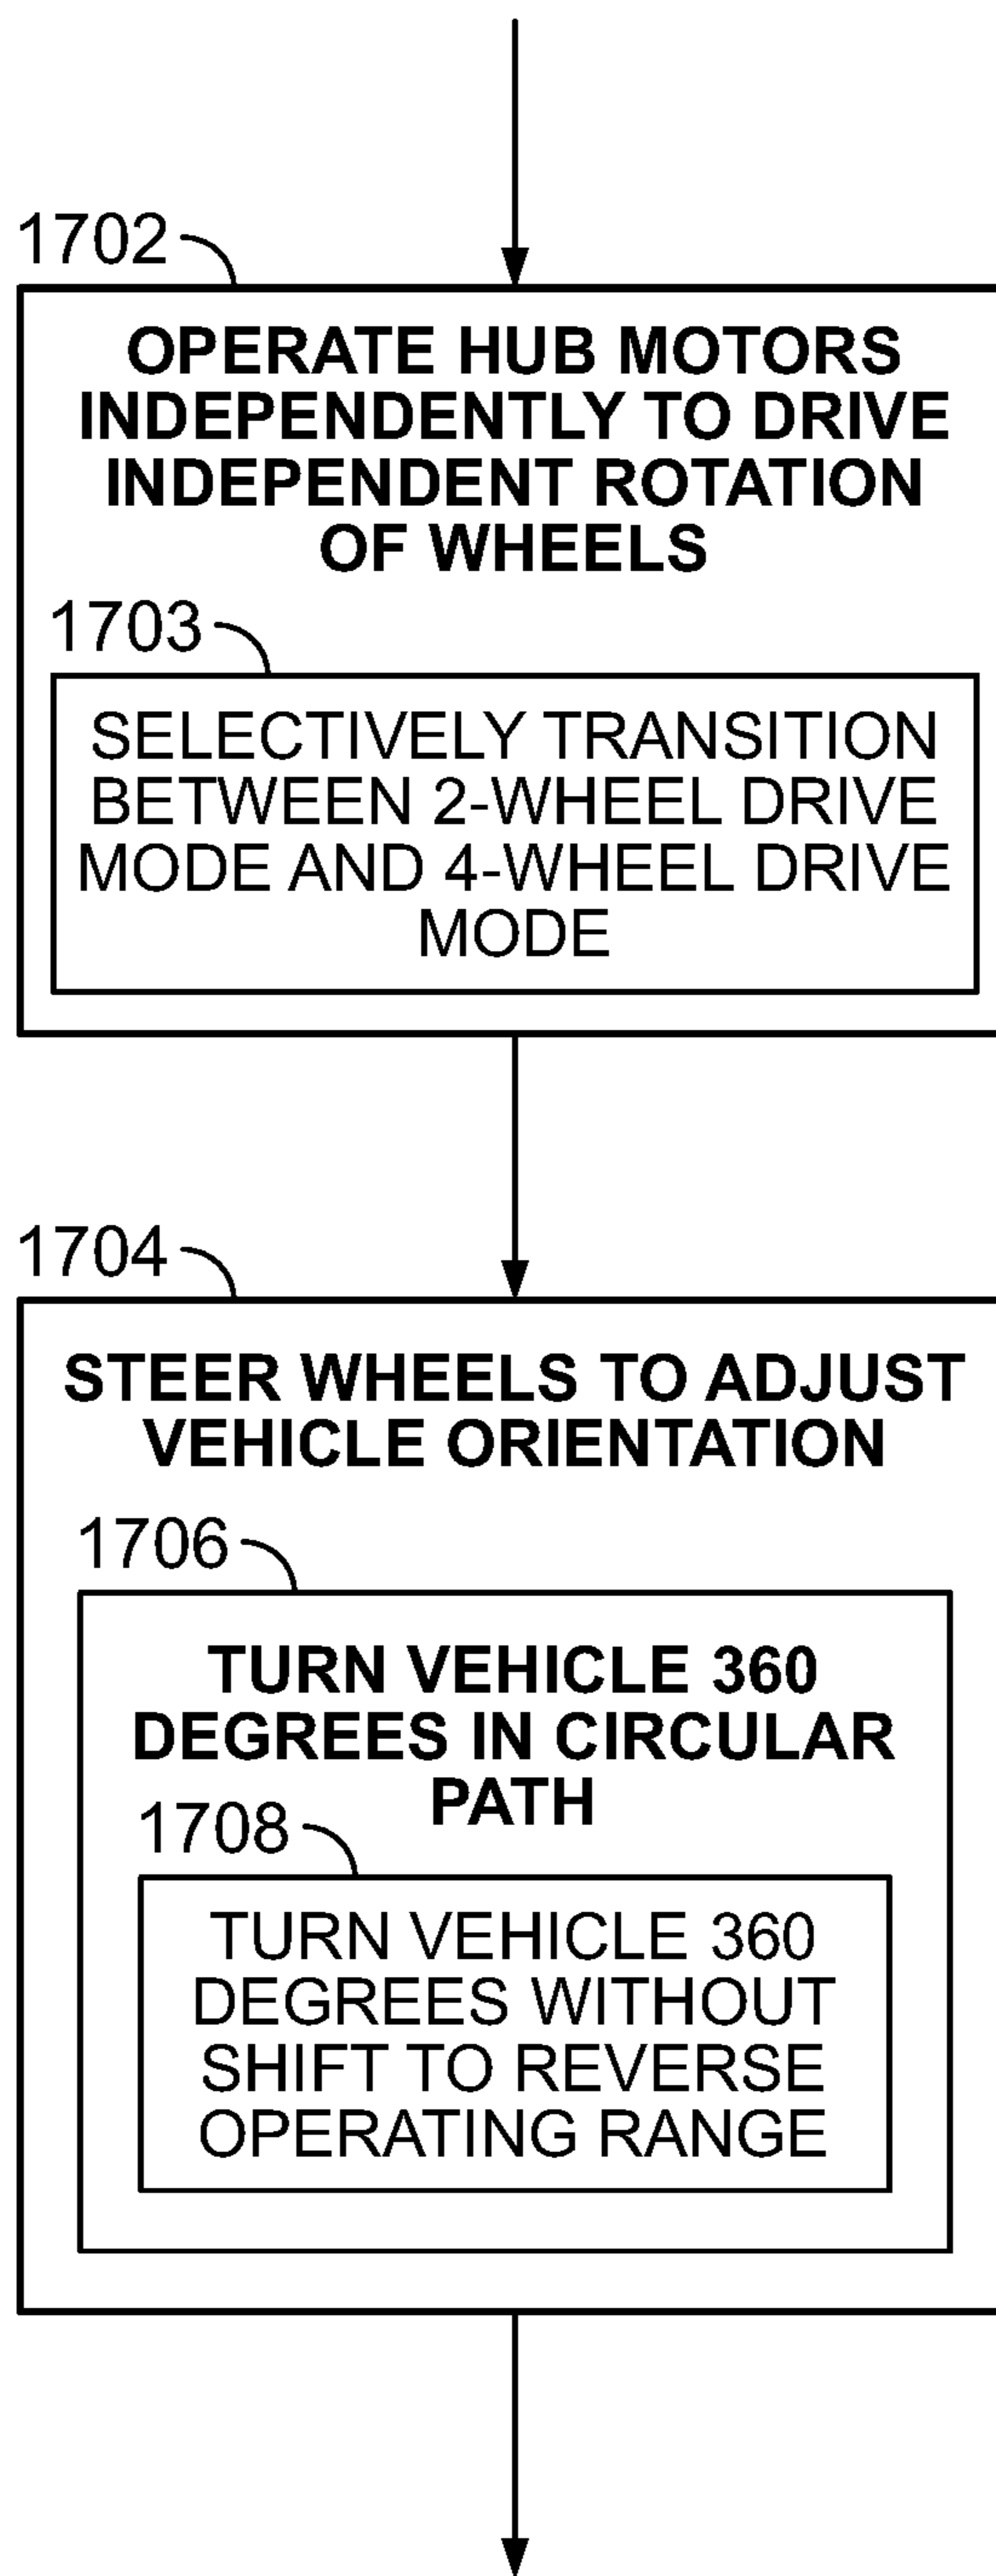 1702
OPERATE HUB MOTORS
INDEPENDENTLY TO DRIVE
INDEPENDENT ROTATION
OF WHEELS
1703
SELECTIVELY TRANSITION
BETWEEN 2-WHEEL DRIVE
MODE AND 4-WHEEL DRIVE
MODE
1704
STEER WHEELS TO ADJUST
VEHICLE ORIENTATION
1706
TURN VEHICLE 360
DEGREES IN CIRCULAR
PATH
1708
TURN VEHICLE 360
DEGREES WITHOUT
SHIFT TO REVERSE
OPERATING RANGE